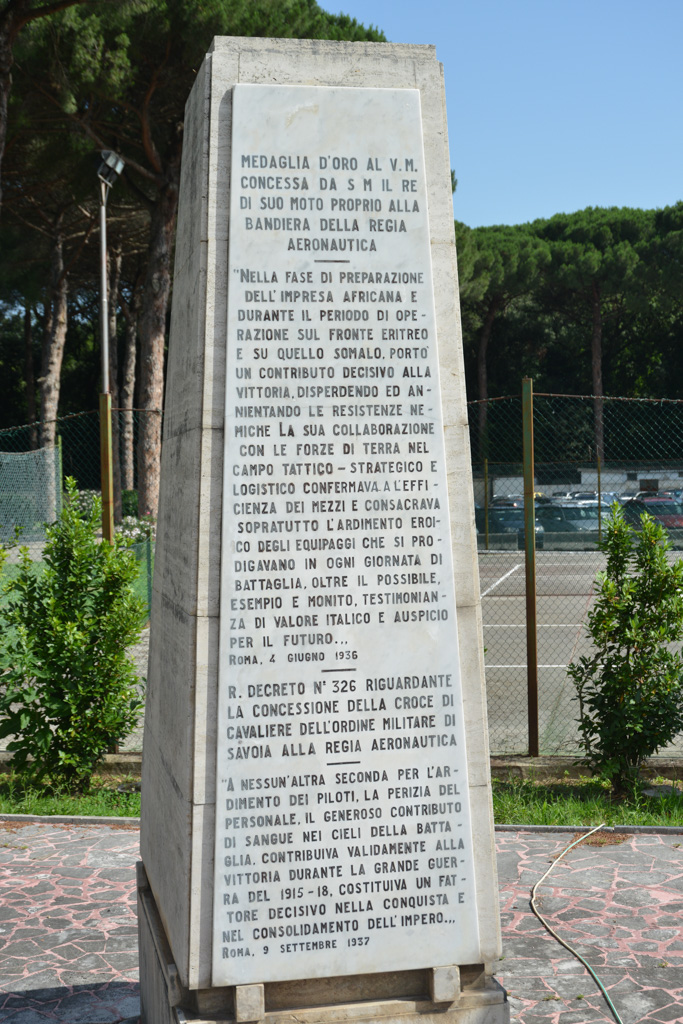 MEDAGLIA D'ORO AL V.M.
CONCESSA DA S M IL RE
DI SUO MOTO PROPRIO ALLA
BANDIERA DELLA REGIA
AERONAUTICA
"NELLA FASE DI PREPARAZIONE
DELL'IMPRESA AFRICANA E
DURANTE IL PERIODO DI OPE-
RAZIONE SUL FRONTE ERITREO
E SU QUELLO SOMALO, PORTO'
UN CONTRIBUTO DECISIVO ALLA
VITTORIA, DISPERDENDO ED AN-
NIENTANDO LE RESISTENZE NE-
MICHE LA SUA COLLABORAZIONE
CON LE FORZE DI TERRA NEL
CAMPO TATTICO - STRATEGICO E
LOGISTICO CONFERMAVA A L'EFFI-
CIENZA DEI MEZZI E CONSACRAVA
SOPRATUTTO L'ARDIMENTO EROI-
CO DEGLI EQUIPAGGI CHE SI PRO-
DIGAVANO IN OGNI GIORNATA DI
BATTAGLIA, OLTRE IL POSSIBILE,
ESEMPIO E MONITO, TESTIMONIAN-
ZA DI VALORE ITALICO E AUSPICIO
PER IL FUTURO...
ROMA, 4 GIUGNO 1936
R. DECRETO N° 326 RIGUARDANTE
LA CONCESSIONE DELLA CROCE DI
CAVALIERE DELL'ORDINE MILITARE DI
SAVOIA ALLA REGIA AERONAUTICA
"A NESSUN'ALTRA SECONDA PER L'AR-
DIMENTO DEI PILOTI, LA PERIZIA DEL
PERSONALE, IL GENEROSO CONTRIBUTO
DI SANGUE NEI CIELI DELLA BATTA-
GLIA, CONTRIBUIVA VALIDAMENTE ALLA
VITTORIA DURANTE LA GRANDE GUER-
RA DEL 1915-18, COSTITUIVA UN FAT-
TORE DECISIVO NELLA CONQUISTA E
NEL CONSOLIDAMENTO DELL'IMPERO...
ROMA, 9 SETTEMBRE 1937